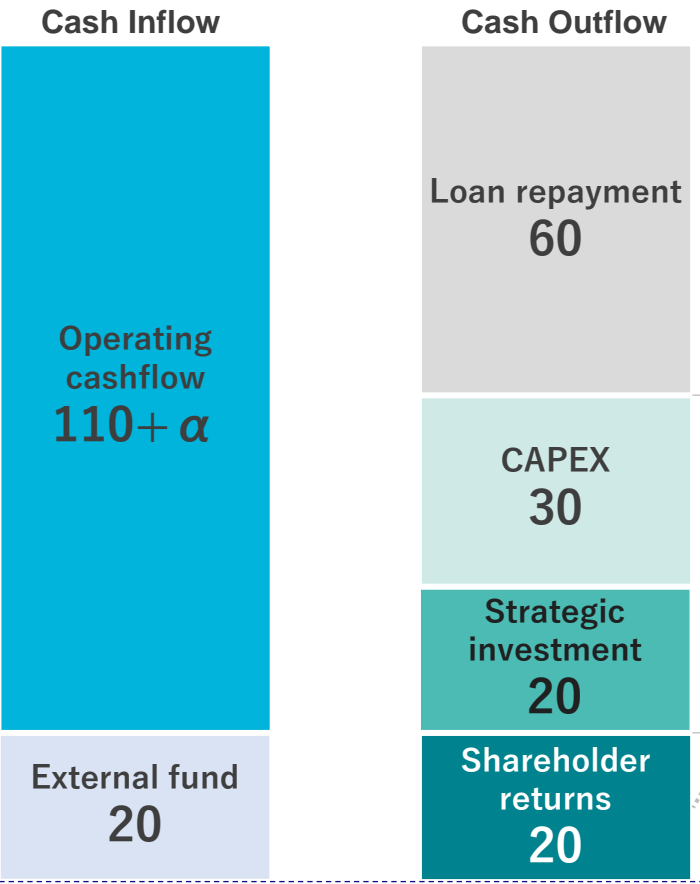 Cash Inflow
Operating
cashflow
110+α
External fund
20
Cash Outflow
Loan repayment
60
CAPEX
30
Strategic
investment
20
Shareholder
returns
20